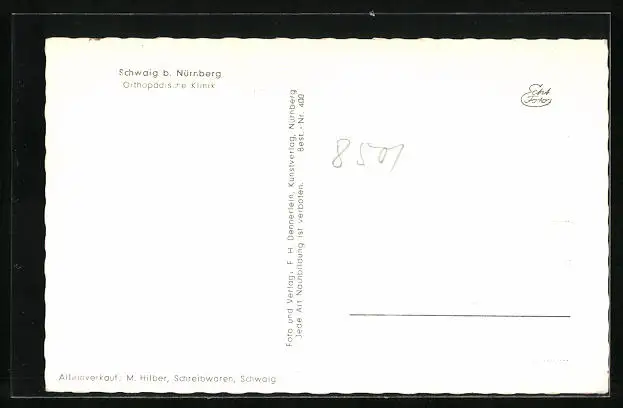 Schwaig b. Nürnberg
Orthopädische Klinik
Echt
Foto
Foto und Verlag: F. H. Dennerlein, Kunstverlag, Nürnberg
Jede Art Nachbildung ist verboten. Best.-Nr. 400
8501
Alleinverkauf: M. Hilber, Schreibwaren, Schwaig